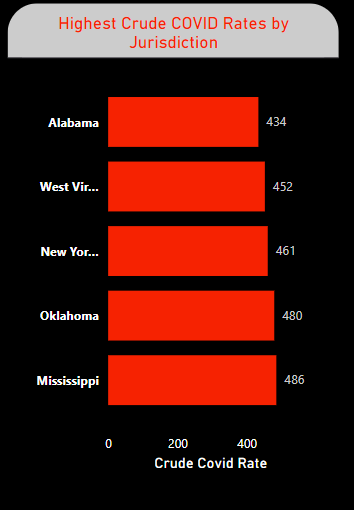 Highest Crude COVID Rates by
Jurisdiction
Alabama 434
West Vir... 452
New Yor... 461
Oklahoma 480
Mississippi 486
0 200 400
Crude Covid Rate